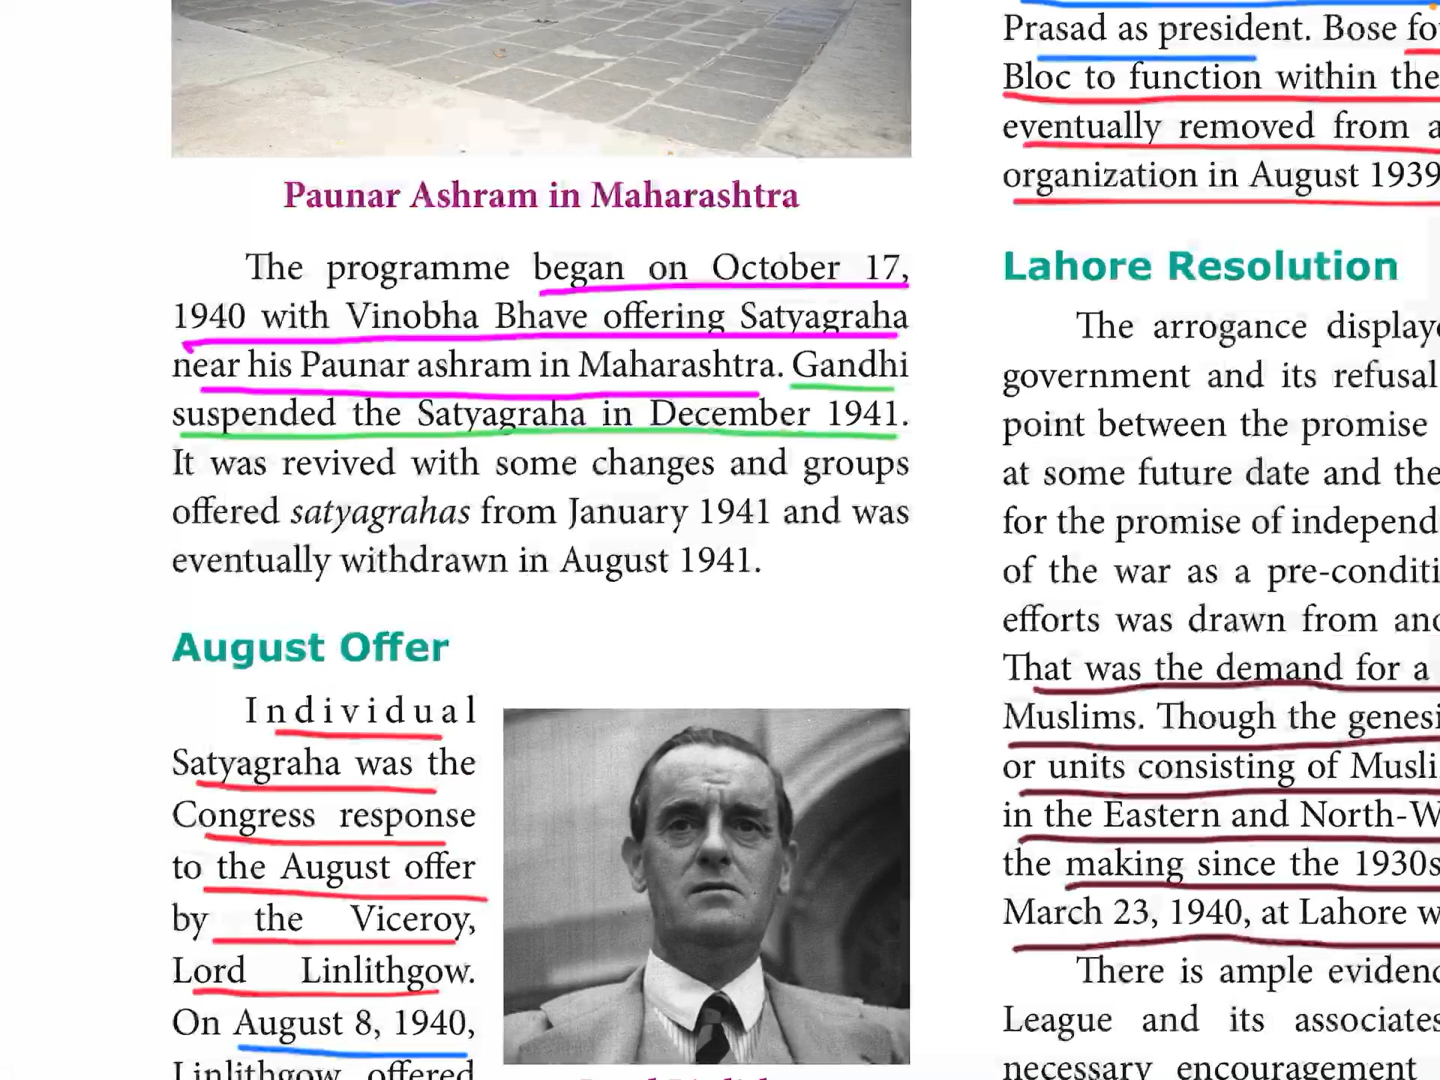 Paunar Ashram in Maharashtra
The programme began on October 17,
1940 with Vinobha Bhave offering Satyagraha
near his Paunar ashram in Maharashtra. Gandhi
suspended the Satyagraha in December 1941.
It was revived with some changes and groups
offered satyagrahas from January 1941 and was
eventually withdrawn in August 1941.
August Offer
Individual
Satyagraha was the
Congress response
to the August offer
by the Viceroy,
Lord Linlithgow.
On August 8, 1940,
Linlithgow offered
Prasad as president. Bose
Bloc to function within the
eventually removed from
organization in August 1939
Lahore Resolution
The arrogance
government and its refusal
point between the promise
at some future date and the
for the promise of
of the war as a
efforts was drawn from
That was the demand for a
Muslims. Though the
or units consisting of
in the Eastern and
the making since the 1930s
March 23, 1940, at Lahore
There is ample
League and its
necessary encouragement